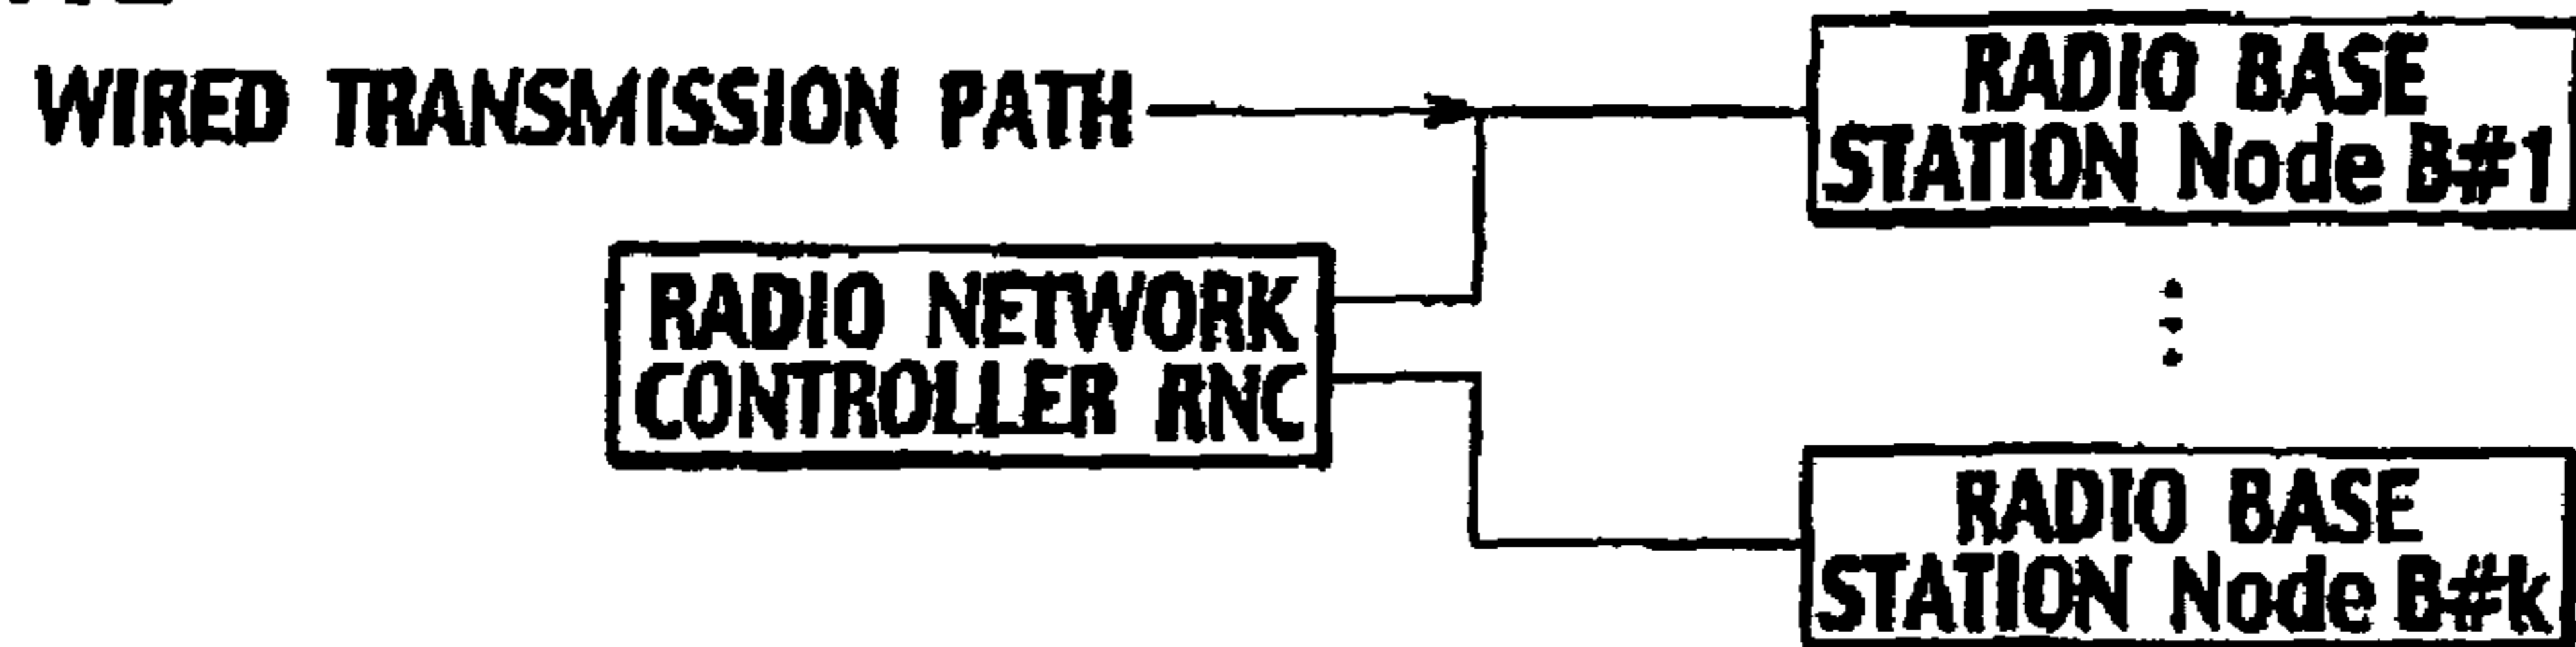 WIRED TRANSMISSION PATH
RADIO BASE
STATION Node B#1
RADIO NETWORK
CONTROLLER RNC
RADIO BASE
STATION Node B#k